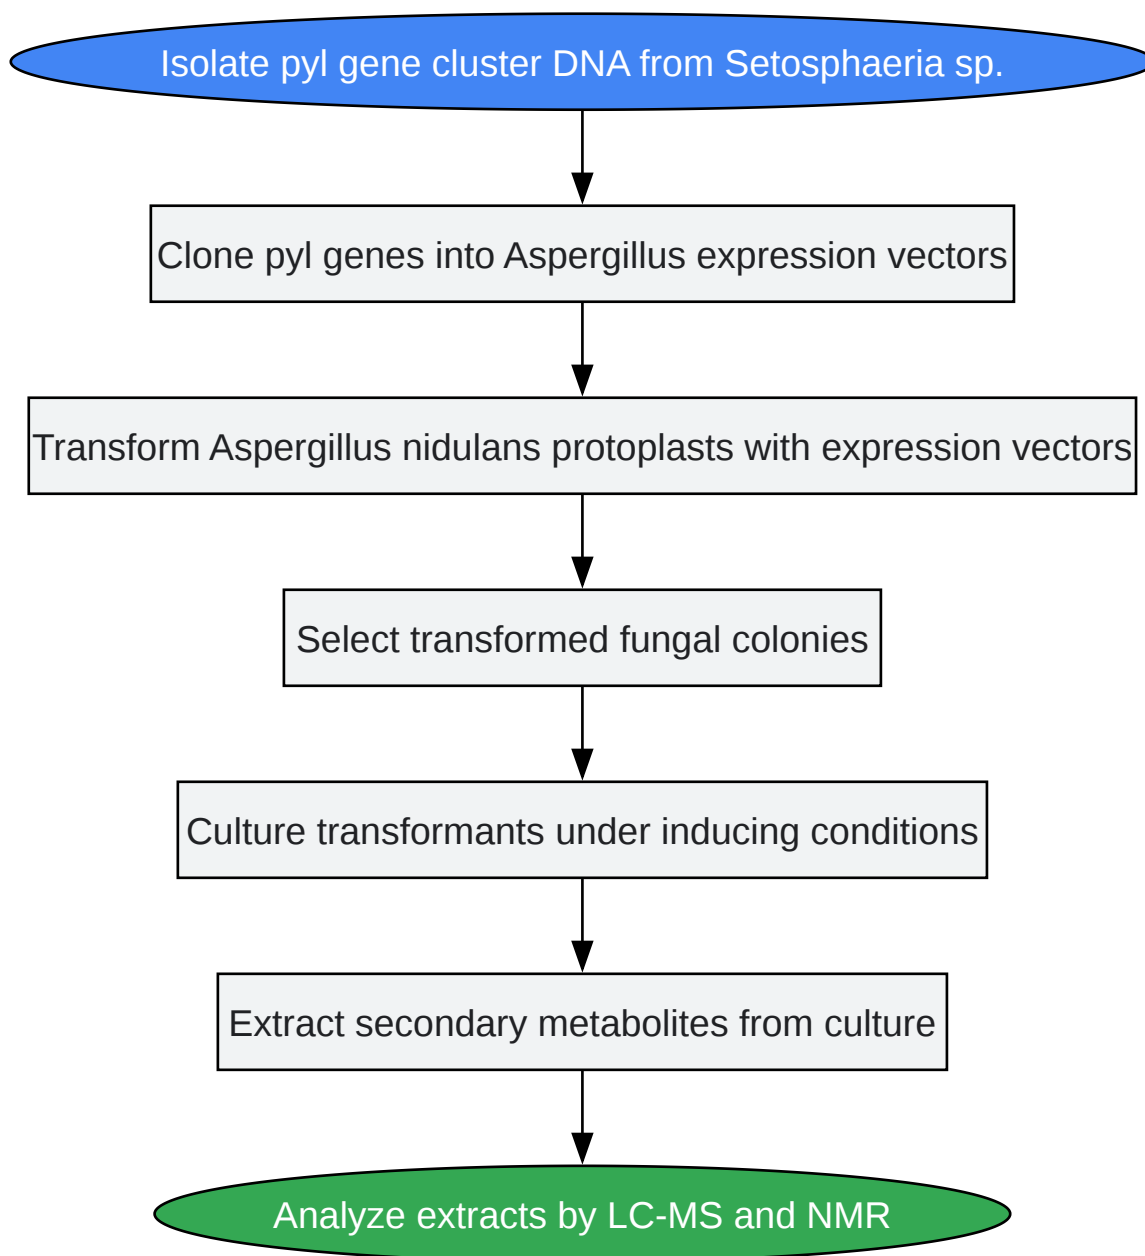 Isolate pyl gene cluster DNA from Setosphaeria sp.
Clone pyl genes into Aspergillus expression vectors
Transform Aspergillus nidulans protoplasts with expression vectors
Select transformed fungal colonies
Culture transformants under inducing conditions
Extract secondary metabolites from culture
Analyze extracts by LC-MS and NMR